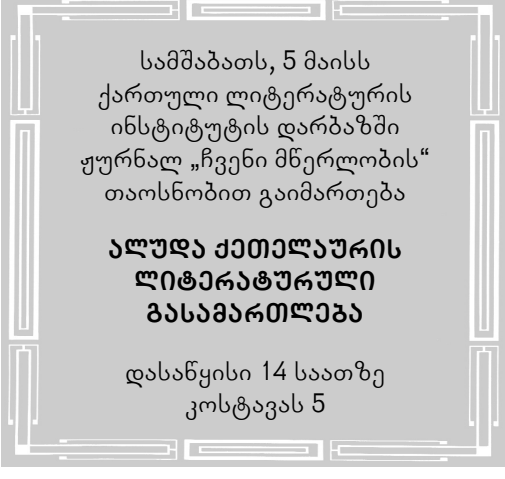 სამშაბათს, 5 მაისს
ქართული ლიტერატურის
ინსტიტუტის დარბაზში
ჟურნალ „ჩვენი მწერლობის“
თაოსნობით გაიმართება
ალუდა ქეთელაურის
ლიტერატურული
გასამართლება
დასაწყისი 14 საათზე
კოსტავას 5